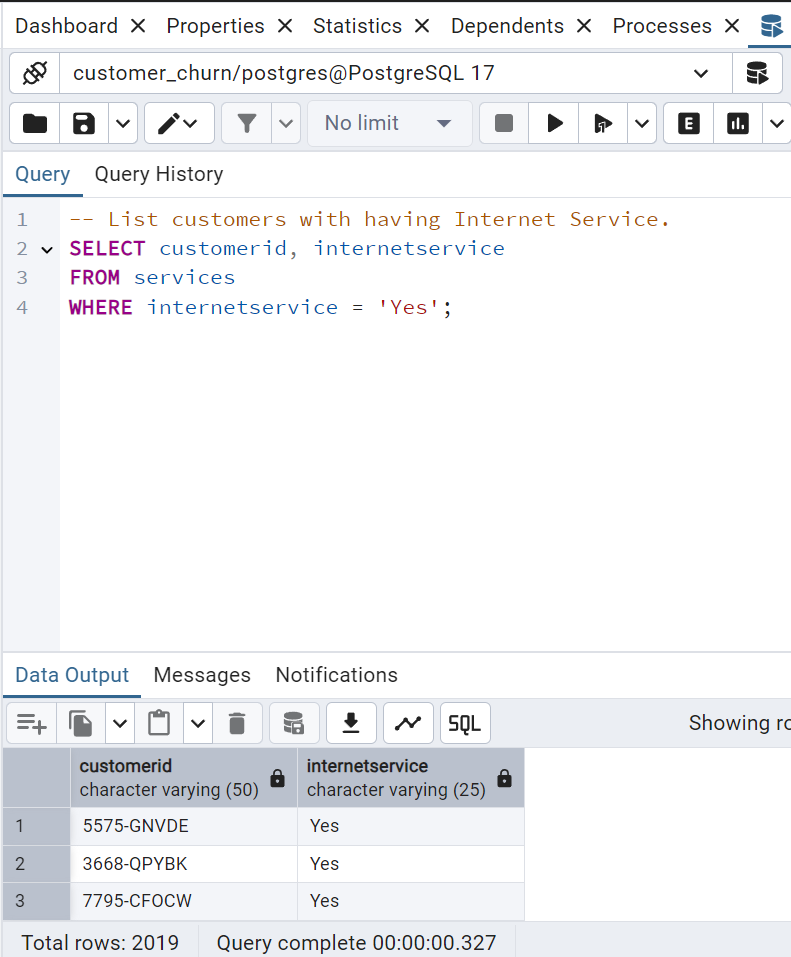 Dashboard Properties Statistics Dependents Processes
customer_churn/postgres@PostgreSQL 17
No limit E
Query Query History
1 -- List customers with having Internet Service.
2 SELECT customerid, internetservice
3 FROM services
4 WHERE internetservice = 'Yes';
Data Output Messages Notifications
SQL Showing ro
customerid internetservice
character varying (50) character varying (25)
1 5575-GNVDE Yes
2 3668-QPYBK Yes
3 7795-CFOCW Yes
Total rows: 2019 Query complete 00:00:00.327